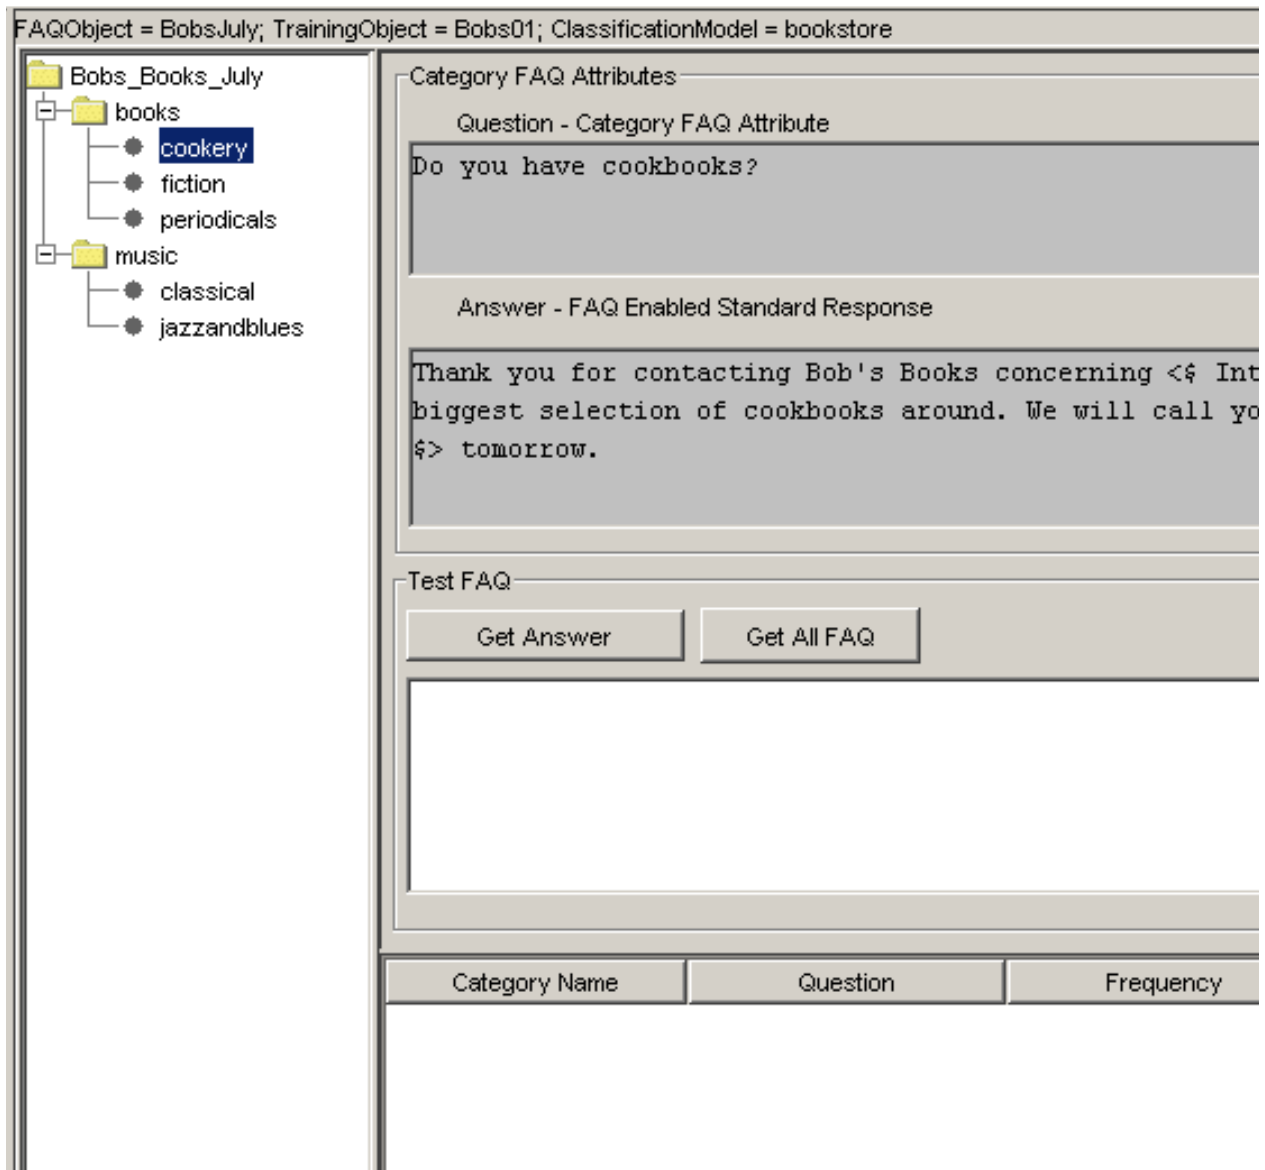 FAQObject = BobsJuly; TrainingObject = Bobs01; ClassificationModel = bookstore
Bobs_Books_July
books
cookery
fiction
periodicals
music
classical
jazzandblues
Category FAQ Attributes
Question - Category FAQ Attribute
Do you have cookbooks?
Answer - FAQ Enabled Standard Response
Thank you for contacting Bob's Books concerning <$ Int
biggest selection of cookbooks around. We will call yo
$> tomorrow.
Test FAQ
Get Answer
Get All FAQ
Category Name
Question
Frequency